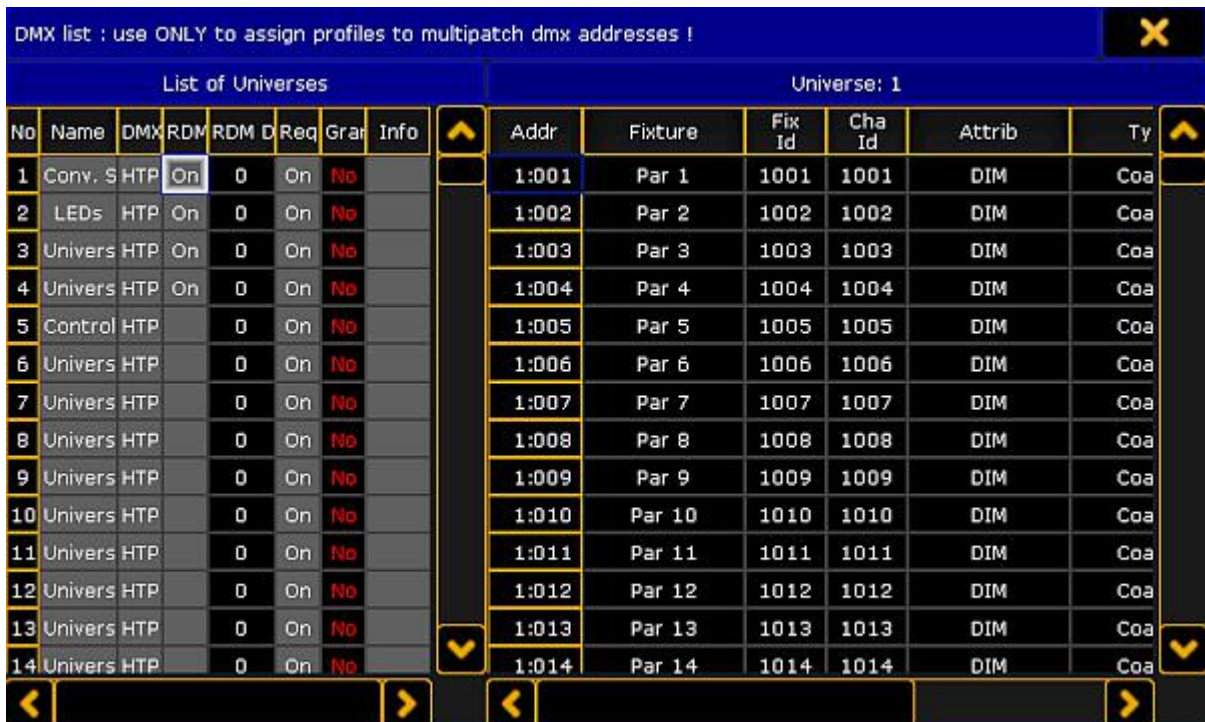 DMX list : use ONLY to assign profiles to multipatch dmx addresses !
List of Universes
No Name DMX RDM RDM D Req Gran Info
1 Conv. S HTP On 0 On No
2 LEDs HTP On 0 On No
3 Univers HTP On 0 On No
4 Univers HTP On 0 On No
5 Control HTP 0 On No
6 Univers HTP 0 On No
7 Univers HTP 0 On No
8 Univers HTP 0 On No
9 Univers HTP 0 On No
10 Univers HTP 0 On No
11 Univers HTP 0 On No
12 Univers HTP 0 On No
13 Univers HTP 0 On No
14 Univers HTP 0 On No
Universe: 1
Addr Fixture Fix Id Cha Id Attrib Ty
1:001 Par 1 1001 1001 DIM Coa
1:002 Par 2 1002 1002 DIM Coa
1:003 Par 3 1003 1003 DIM Coa
1:004 Par 4 1004 1004 DIM Coa
1:005 Par 5 1005 1005 DIM Coa
1:006 Par 6 1006 1006 DIM Coa
1:007 Par 7 1007 1007 DIM Coa
1:008 Par 8 1008 1008 DIM Coa
1:009 Par 9 1009 1009 DIM Coa
1:010 Par 10 1010 1010 DIM Coa
1:011 Par 11 1011 1011 DIM Coa
1:012 Par 12 1012 1012 DIM Coa
1:013 Par 13 1013 1013 DIM Coa
1:014 Par 14 1014 1014 DIM Coa